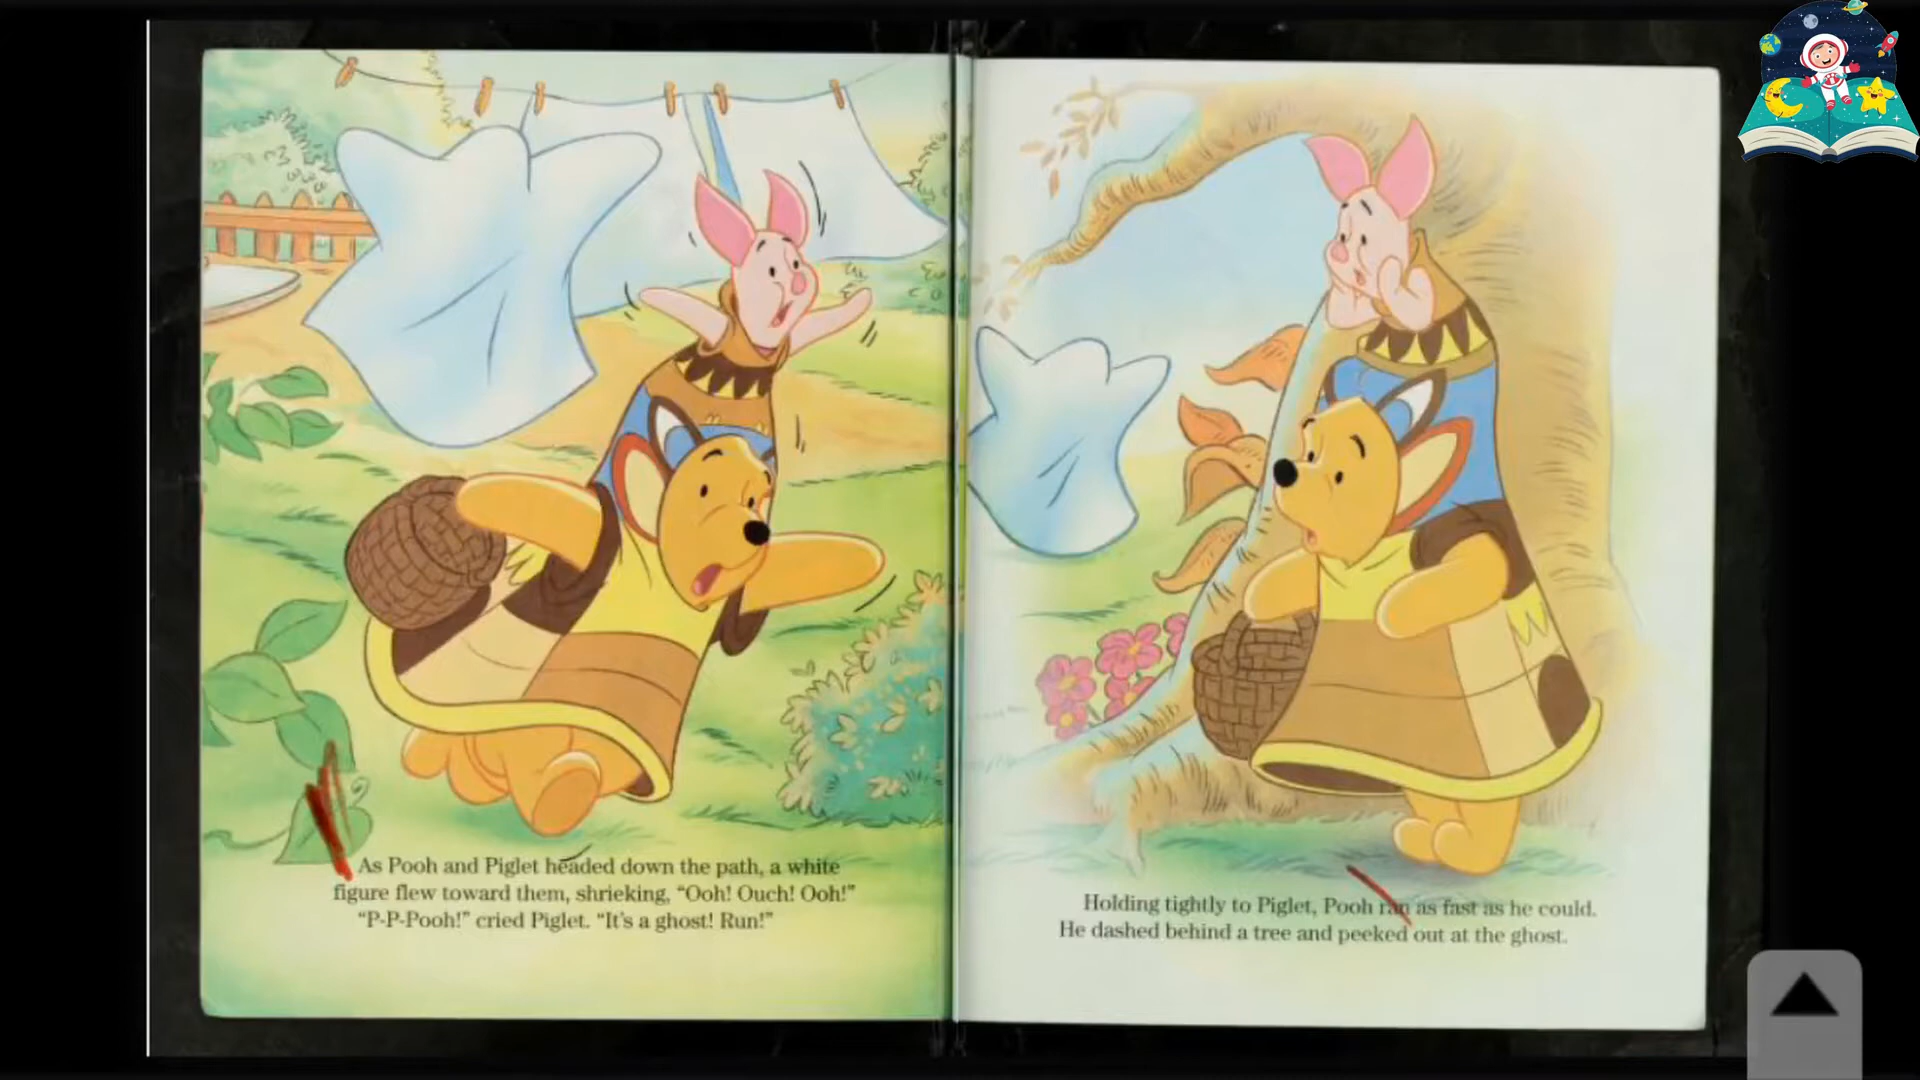 As Pooh and Piglet headed down the path, a white
figure flew toward them, shrieking, “Ooh! Ouch! Ooh!”
“P-P-Pooh!” cried Piglet. “It’s a ghost! Run!”
Holding tightly to Piglet, Pooh ran as fast as he could.
He dashed behind a tree and peeked out at the ghost.